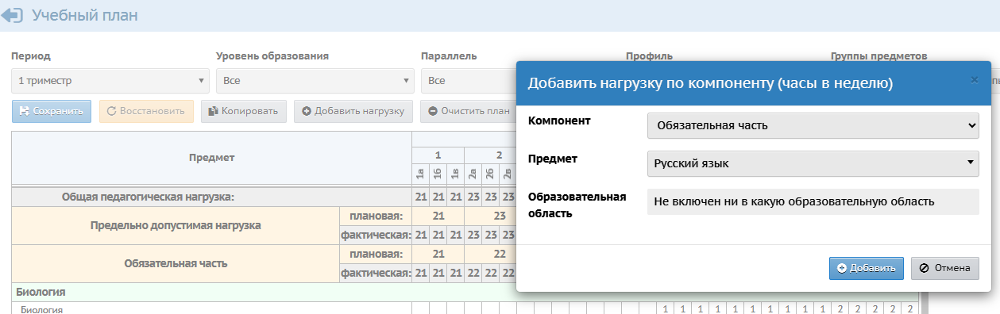 Учебный план
Период Уровень образования Параллель Профиль Группы предметов
1 триместр Все Все
Сохранить Восстановить Копировать Добавить нагрузку Очистить план
Добавить нагрузку по компоненту (часы в неделю) ×
Компонент Обязательная часть
Предмет Русский язык
Образовательная область Не включен ни в какую образовательную область
Добавить Отмена
Предмет
1 2
1а 1б 1в 2а 2б 2в
Общая педагогическая нагрузка: 21 21 21 23 23 23
Предельно допустимая нагрузка
плановая: 21 23
фактическая: 21 21 21 23 23 23
Обязательная часть
плановая: 21 22
фактическая: 21 21 21 22 22 22
Биология
Биология 1 1 1 1 1 1 1 1 1 1 2 2 2 2 2